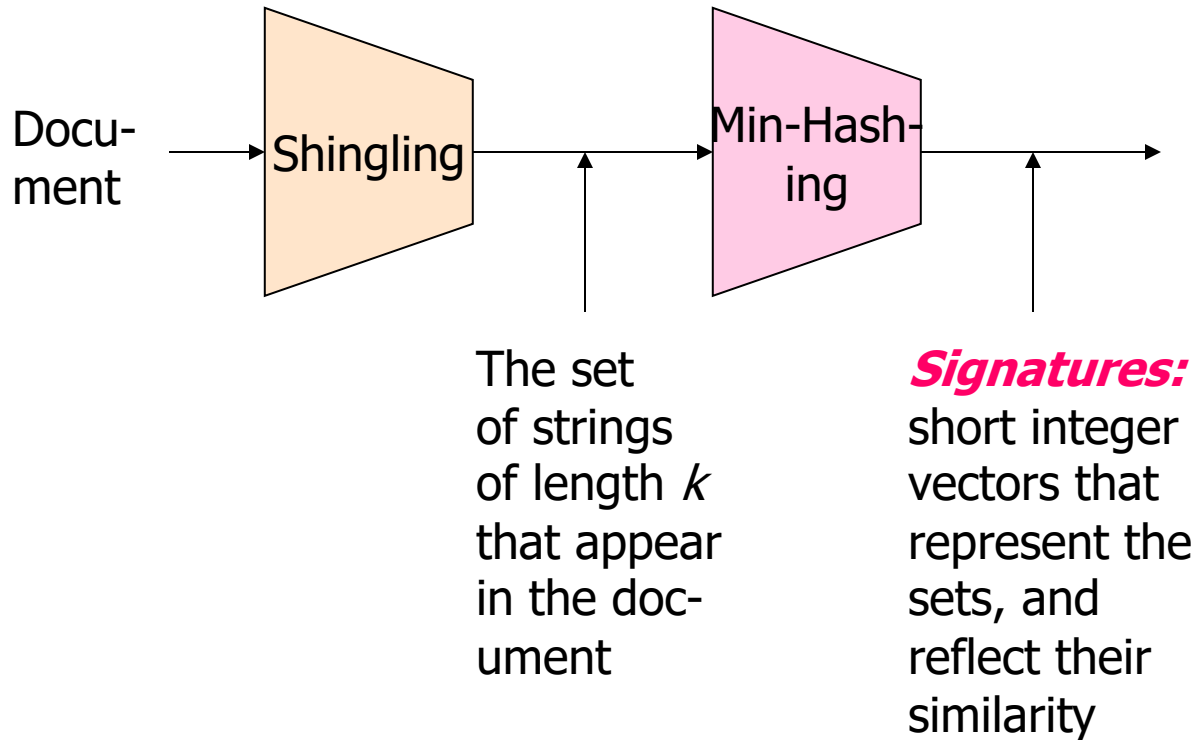 Docu-
ment
Shingling
Min-Hash-
ing
The set
of strings
of length k
that appear
in the doc-
ument
Signatures:
short integer
vectors that
represent the
sets, and
reflect their
similarity